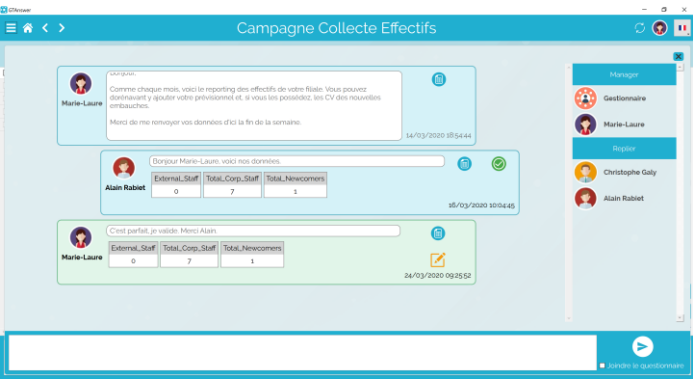 GTAnswer
Campagne Collecte Effectifs
Bonjour,
Comme chaque mois, voici le reporting des effectifs de votre filiale. Vous pouvez
dorénavant y ajouter votre prévisionnel et, si vous les possédez, les CV des nouvelles
embauches.
Merci de me renvoyer vos données d'ici la fin de la semaine.
Marie-Laure
14/03/2020 18:54:44
Bonjour Marie-Laure, voici nos données.
External_Staff Total_Corp_Staff Total_Newcomers
0 7 1
Alain Rabiet
16/03/2020 10:04:45
C'est parfait, je valide. Merci Alain.
External_Staff Total_Corp_Staff Total_Newcomers
0 7 1
Marie-Laure
24/03/2020 09:25:52
Manager
Gestionnaire
Marie-Laure
Replier
Christophe Galy
Alain Rabiet
Joindre le questionnaire